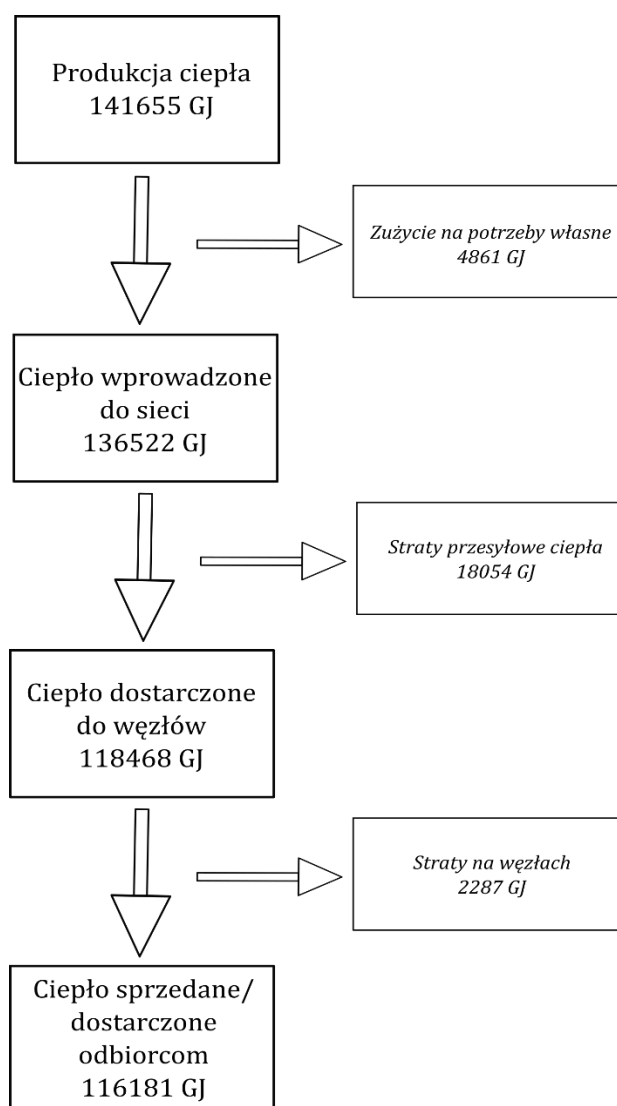 Produkcja ciepła
141655 GJ
Zużycie na potrzeby własne
4861 GJ
Ciepło wprowadzone
do sieci
136522 GJ
Straty przesyłowe ciepła
18054 GJ
Ciepło dostarczone
do węzłów
118468 GJ
Straty na węzłach
2287 GJ
Ciepło sprzedane/
dostarczone
odbiorcom
116181 GJ